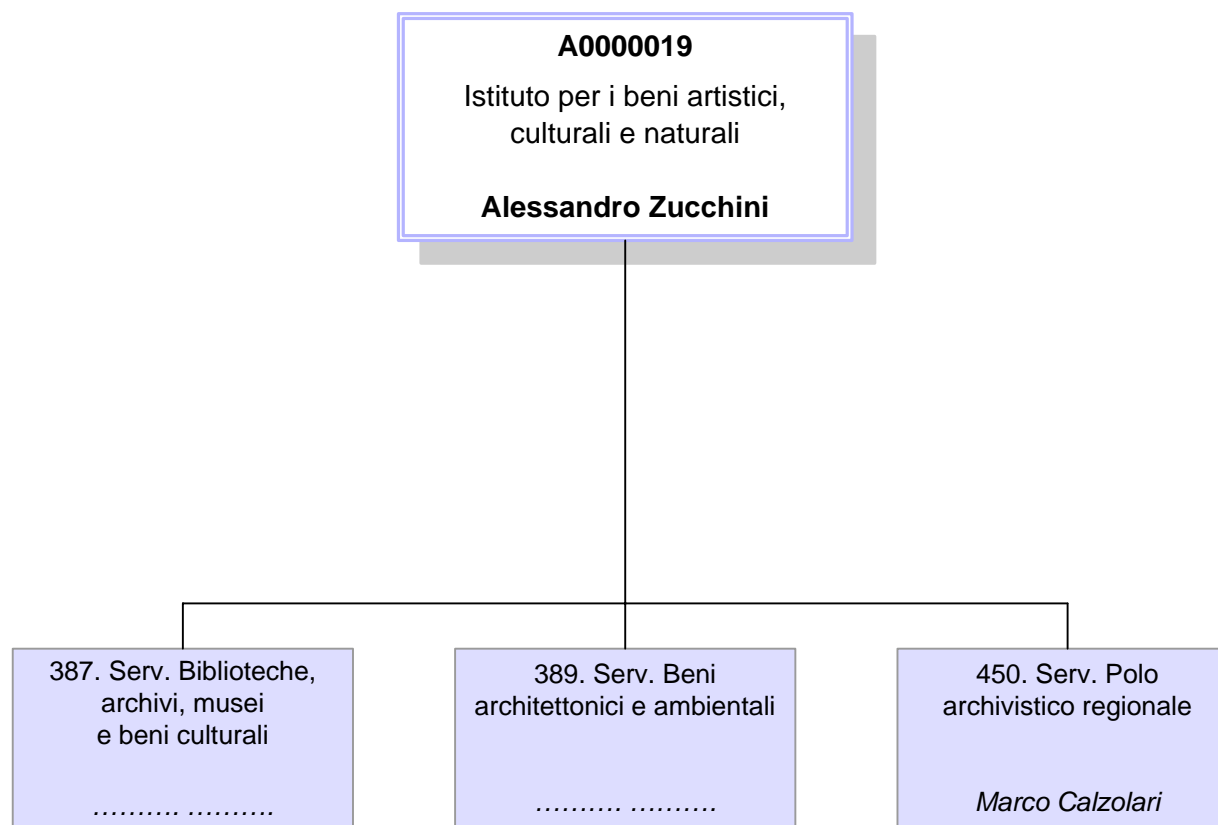 A0000019
Istituto per i beni artistici,
culturali e naturali
Alessandro Zucchini
387. Serv. Biblioteche,
archivi, musei
e beni culturali
………. ……….
389. Serv. Beni
architettonici e ambientali
………. ……….
450. Serv. Polo
archivistico regionale
Marco Calzolari